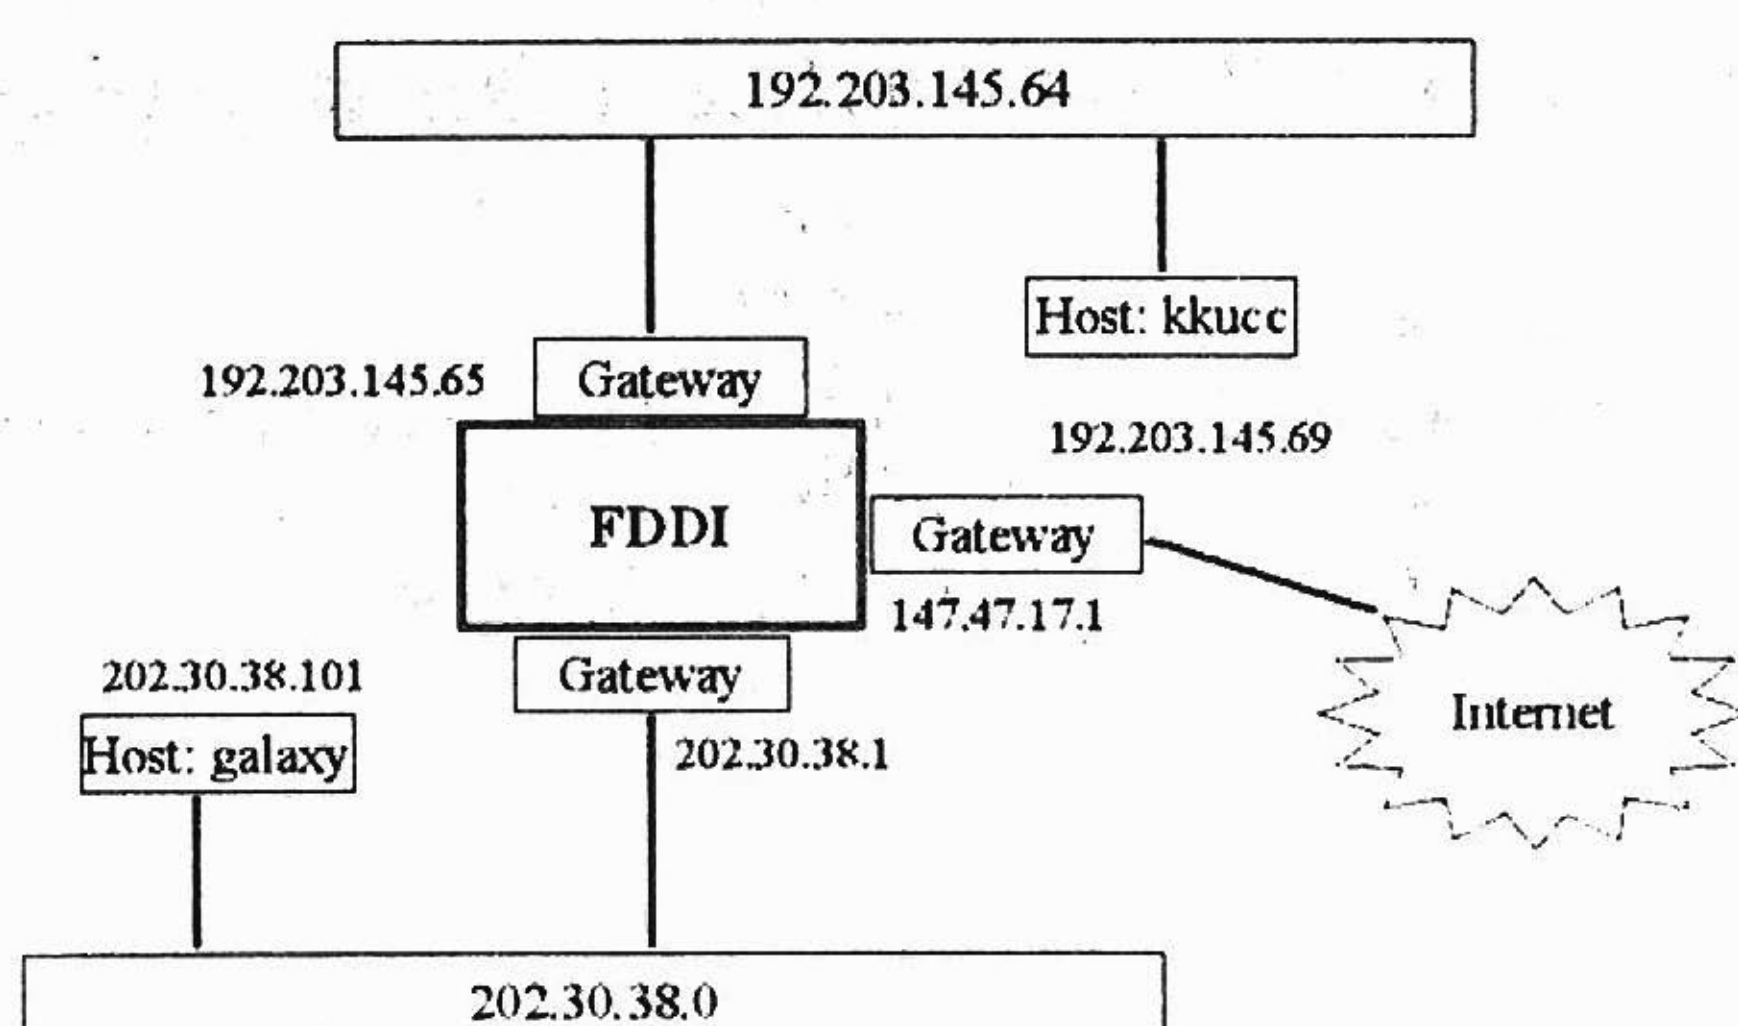 192.203.145.64
Host: kkucc
192.203.145.65
Gateway
192.203.145.69
FDDI
Gateway
147.47.17.1
202.30.38.101
Gateway
Host: galaxy
202.30.38.1
Internet
202.30.38.0